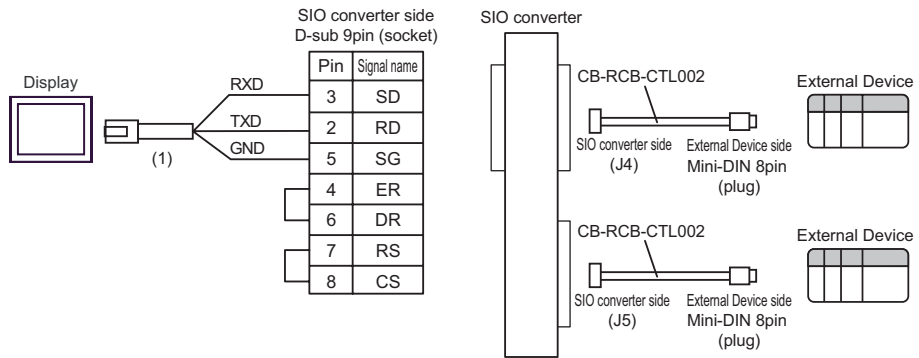 SIO converter side
D-sub 9pin (socket)
Display
(1)
RXD
TXD
GND
Pin Signal name
3 SD
2 RD
5 SG
4 ER
6 DR
7 RS
8 CS
SIO converter
CB-RCB-CTL002
SIO converter side
(J4)
External Device side
Mini-DIN 8pin
(plug)
External Device
CB-RCB-CTL002
SIO converter side
(J5)
External Device side
Mini-DIN 8pin
(plug)
External Device